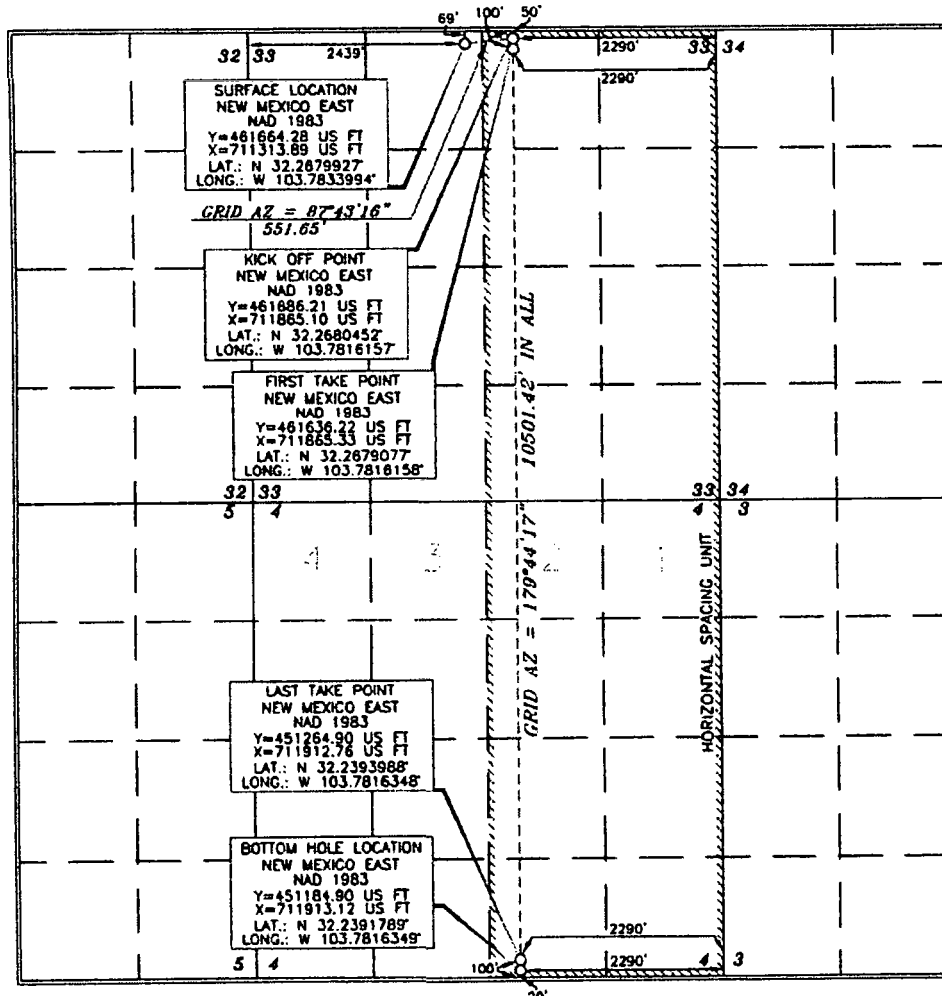 69'
100'
50'
32 33
2439'
2290'
33 34
2290'
SURFACE LOCATION
NEW MEXICO EAST
NAD 1983
Y=461664.28 US FT
X=711313.89 US FT
LAT.: N 32.2679927°
LONG.: W 103.7833994°
GRID AZ = 87°43'16"
551.65'
KICK OFF POINT
NEW MEXICO EAST
NAD 1983
Y=461686.21 US FT
X=711865.10 US FT
LAT.: N 32.2680452°
LONG.: W 103.7816157°
FIRST TAKE POINT
NEW MEXICO EAST
NAD 1983
Y=461636.22 US FT
X=711865.33 US FT
LAT.: N 32.2679077°
LONG.: W 103.7816158°
GRID AZ = 179°44'17" 10501.42' IN ALL
32 33
5 4
33 34
4 3
4 3 2 1
HORIZONTAL SPACING UNIT
LAST TAKE POINT
NEW MEXICO EAST
NAD 1983
Y=451264.90 US FT
X=711912.76 US FT
LAT.: N 32.2393988°
LONG.: W 103.7816348°
BOTTOM HOLE LOCATION
NEW MEXICO EAST
NAD 1983
Y=451184.90 US FT
X=711913.12 US FT
LAT.: N 32.2391789°
LONG.: W 103.7816349°
2290'
5 4
100'
2290'
4 3
20'